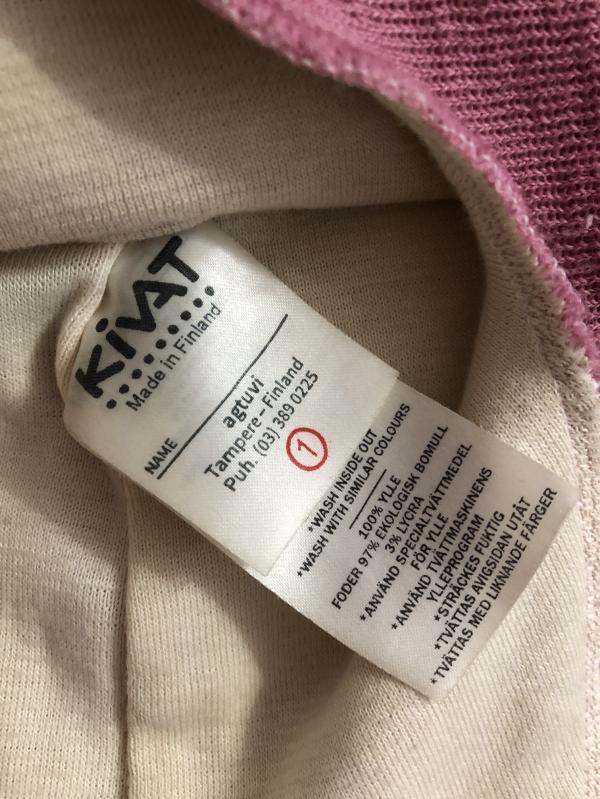 KiVAT
Made in Finland
NAME
agtuvi
Tampere–Finland
Puh. (03) 389 0225
1
*WASH INSIDE OUT
*WASH WITH SIMILAR COLOURS
100% YLLE
FODER 97% EKOLOGISK BOMULL
3% LYCRA
*ANVÄND SPECIALTVÄTTMEDEL
FÖR YLLE
*ANVÄND TVÄTTMASKINENS
YLLEPROGRAM
*STRÄCKES FUKTIG
*TVÄTTAS AVIGSIDAN UTÅT
*TVÄTTAS MED LIKNANDE FÄRGER